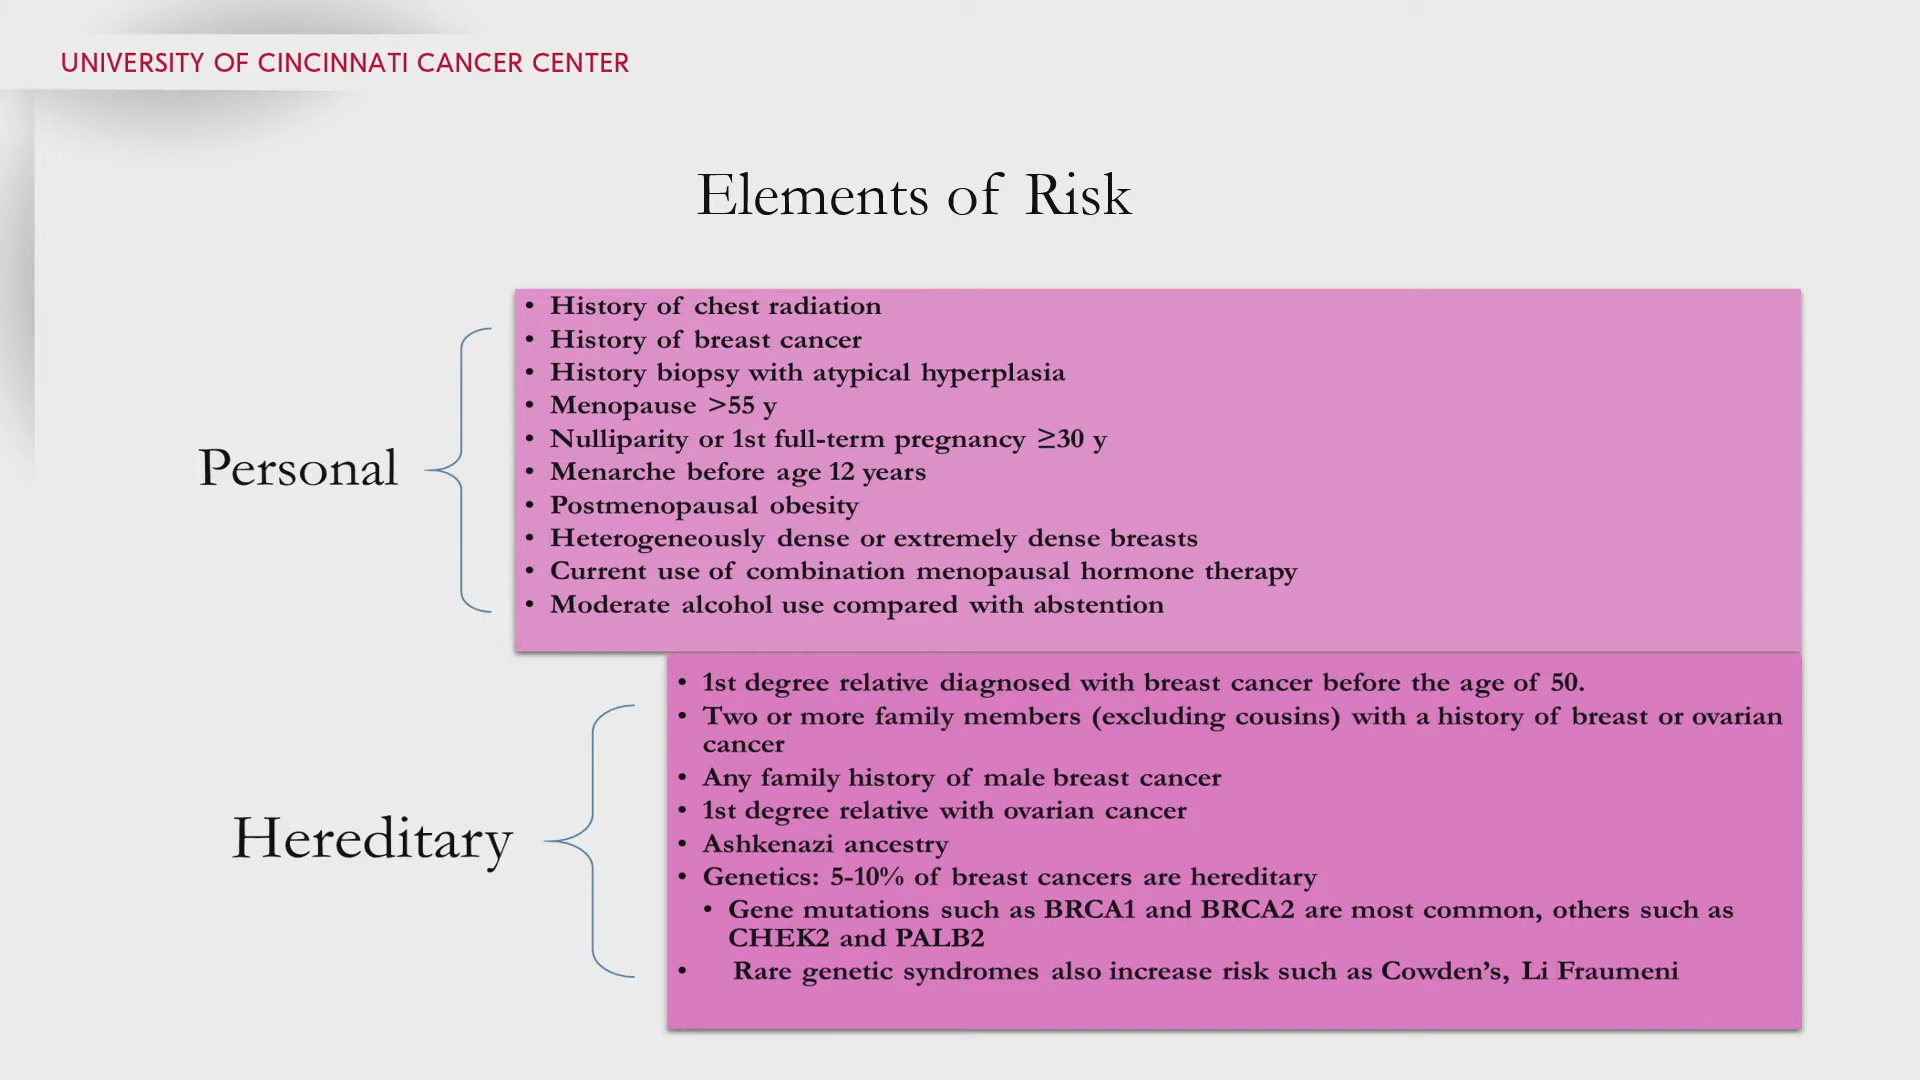 UNIVERSITY OF CINCINNATI CANCER CENTER
Elements of Risk
Personal
• History of chest radiation
• History of breast cancer
• History biopsy with atypical hyperplasia
• Menopause >55 y
• Nulliparity or 1st full-term pregnancy ≥30 y
• Menarche before age 12 years
• Postmenopausal obesity
• Heterogeneously dense or extremely dense breasts
• Current use of combination menopausal hormone therapy
• Moderate alcohol use compared with abstention
Hereditary
• 1st degree relative diagnosed with breast cancer before the age of 50.
• Two or more family members (excluding cousins) with a history of breast or ovarian
cancer
• Any family history of male breast cancer
• 1st degree relative with ovarian cancer
• Ashkenazi ancestry
• Genetics: 5-10% of breast cancers are hereditary
• Gene mutations such as BRCA1 and BRCA2 are most common, others such as
CHEK2 and PALB2
• Rare genetic syndromes also increase risk such as Cowden’s, Li Fraumeni